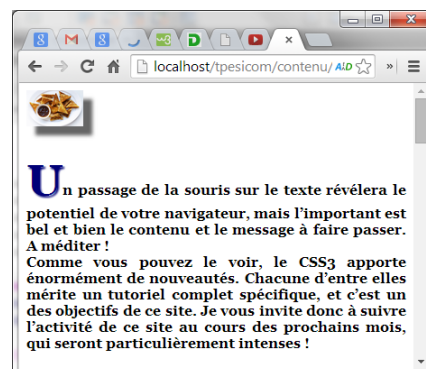 localhost/tpesicom/contenu/
Un passage de la souris sur le texte révélera le
potentiel de votre navigateur, mais l'important est
bel et bien le contenu et le message à faire passer.
A méditer !
Comme vous pouvez le voir, le CSS3 apporte
énormément de nouveautés. Chacune d'entre elles
mérite un tutoriel complet spécifique, et c'est un
des objectifs de ce site. Je vous invite donc à suivre
l'activité de ce site au cours des prochains mois,
qui seront particulièrement intenses !